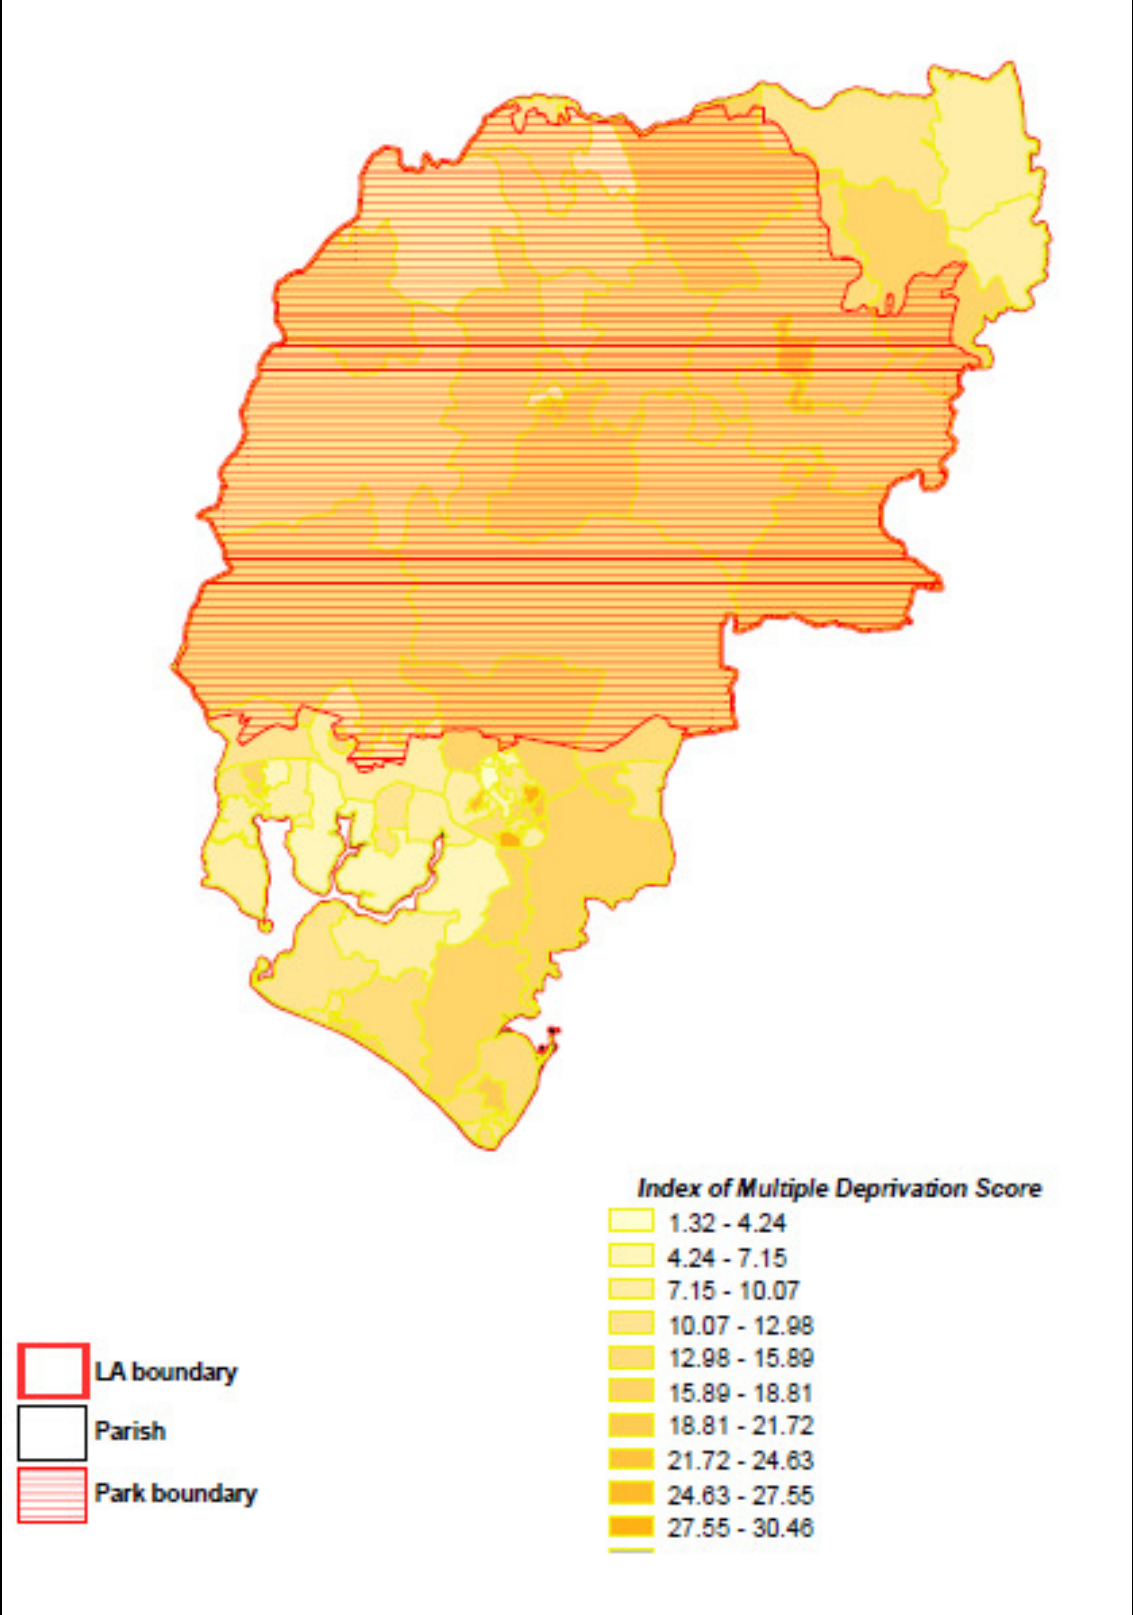 Index of Multiple Deprivation Score
1.32 - 4.24
4.24 - 7.15
7.15 - 10.07
10.07 - 12.98
12.98 - 15.89
15.89 - 18.81
18.81 - 21.72
21.72 - 24.63
24.63 - 27.55
27.55 - 30.46
LA boundary
Parish
Park boundary